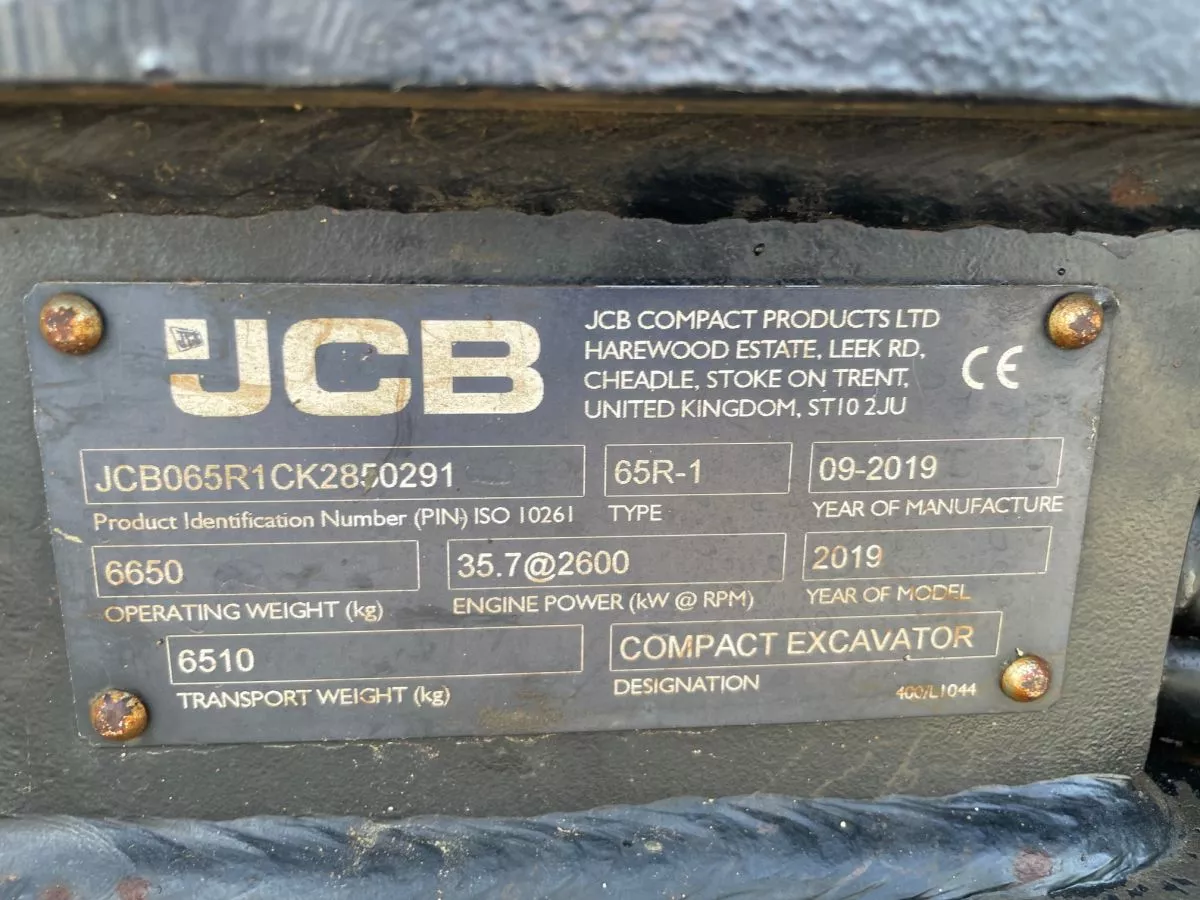 JCB
JCB COMPACT PRODUCTS LTD
HAREWOOD ESTATE, LEEK RD,
CHEADLE, STOKE ON TRENT,
UNITED KINGDOM, ST10 2JU
CE
JCB065R1CK2850291
65R-1
09-2019
Product Identification Number (PIN) ISO 10261
TYPE
YEAR OF MANUFACTURE
6650
35.7@2600
2019
OPERATING WEIGHT (kg)
ENGINE POWER (kW @ RPM)
YEAR OF MODEL
6510
COMPACT EXCAVATOR
TRANSPORT WEIGHT (kg)
DESIGNATION
400/L1044